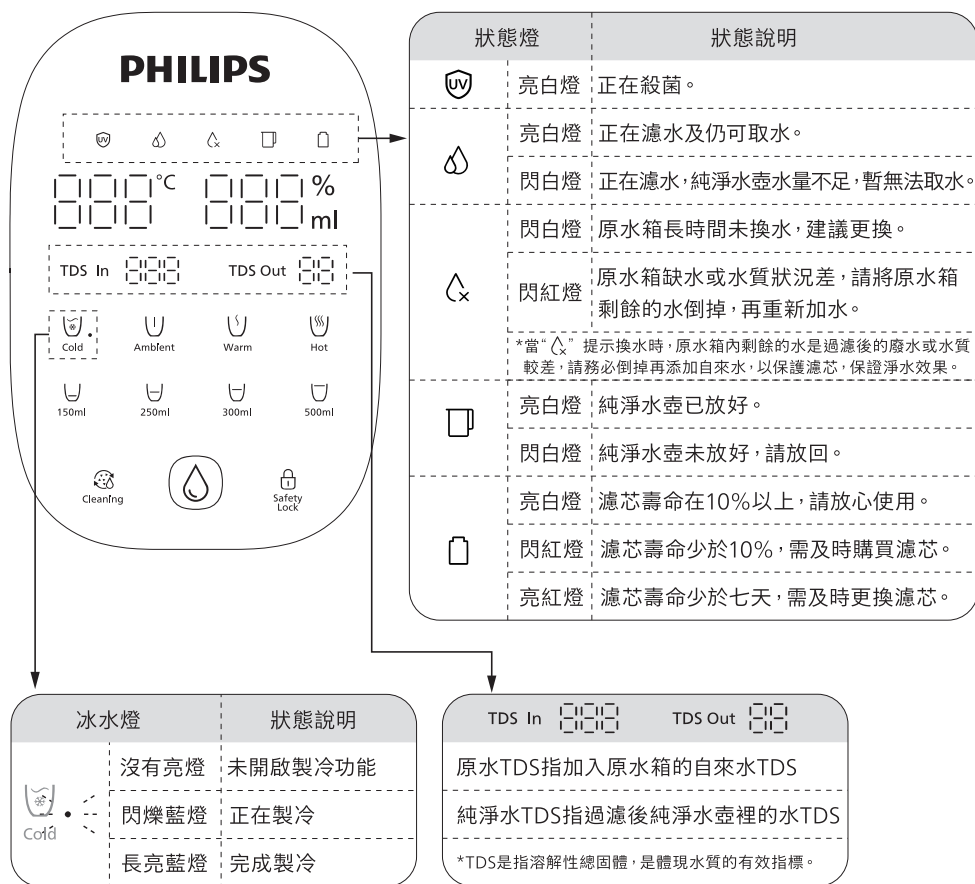 PHILIPS
UV
°C
%
ml
TDS In
TDS Out
Cold
Ambient
Warm
Hot
150ml
250ml
300ml
500ml
Cleaning
Safety
Lock
狀態燈 狀態說明
UV 亮白燈 正在殺菌。
亮白燈 正在濾水及仍可取水。
閃白燈 正在濾水,純淨水壺水量不足,暫無法取水。
閃白燈 原水箱長時間未換水,建議更換。
閃紅燈 原水箱缺水或水質狀況差,請將原水箱
剩餘的水倒掉,再重新加水。
*當“ ” 提示換水時,原水箱內剩餘的水是過濾後的廢水或水質
較差,請務必倒掉再添加自來水,以保護濾芯,保證淨水效果。
亮白燈 純淨水壺已放好。
閃白燈 純淨水壺未放好,請放回。
亮白燈 濾芯壽命在10%以上,請放心使用。
閃紅燈 濾芯壽命少於10%,需及時購買濾芯。
亮紅燈 濾芯壽命少於七天,需及時更換濾芯。
冰水燈 狀態說明
沒有亮燈 未開啟製冷功能
Cold 閃爍藍燈 正在製冷
長亮藍燈 完成製冷
TDS In TDS Out
原水TDS指加入原水箱的自來水TDS
純淨水TDS指過濾後純淨水壺裡的水TDS
*TDS是指溶解性總固體,是體現水質的有效指標。